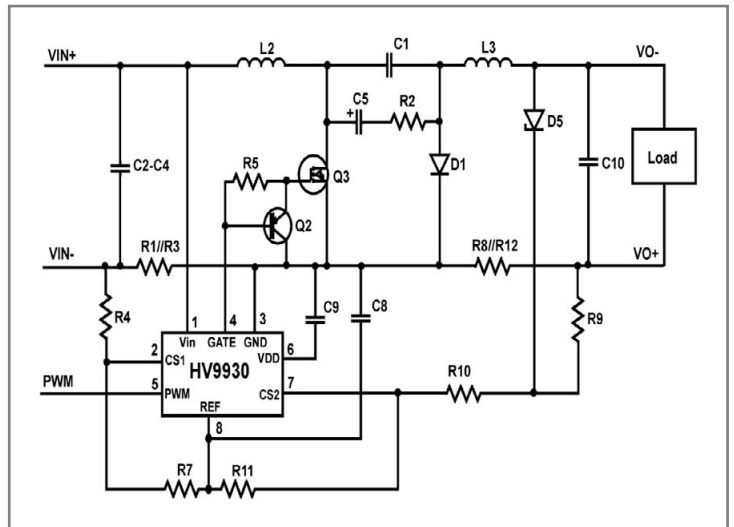 VIN+
L2
C1
L3
VO-
C5
R2
+
D5
C2-C4
R5
Q3
D1
C10
Load
Q2
VIN-
R1//R3
R8//R12
VO+
R4
C9
C8
R9
1
4
3
Vin
GATE
GND
2
CS1
VDD
6
HV9930
R10
PWM
5
PWM
CS2
7
REF
8
R7
R11